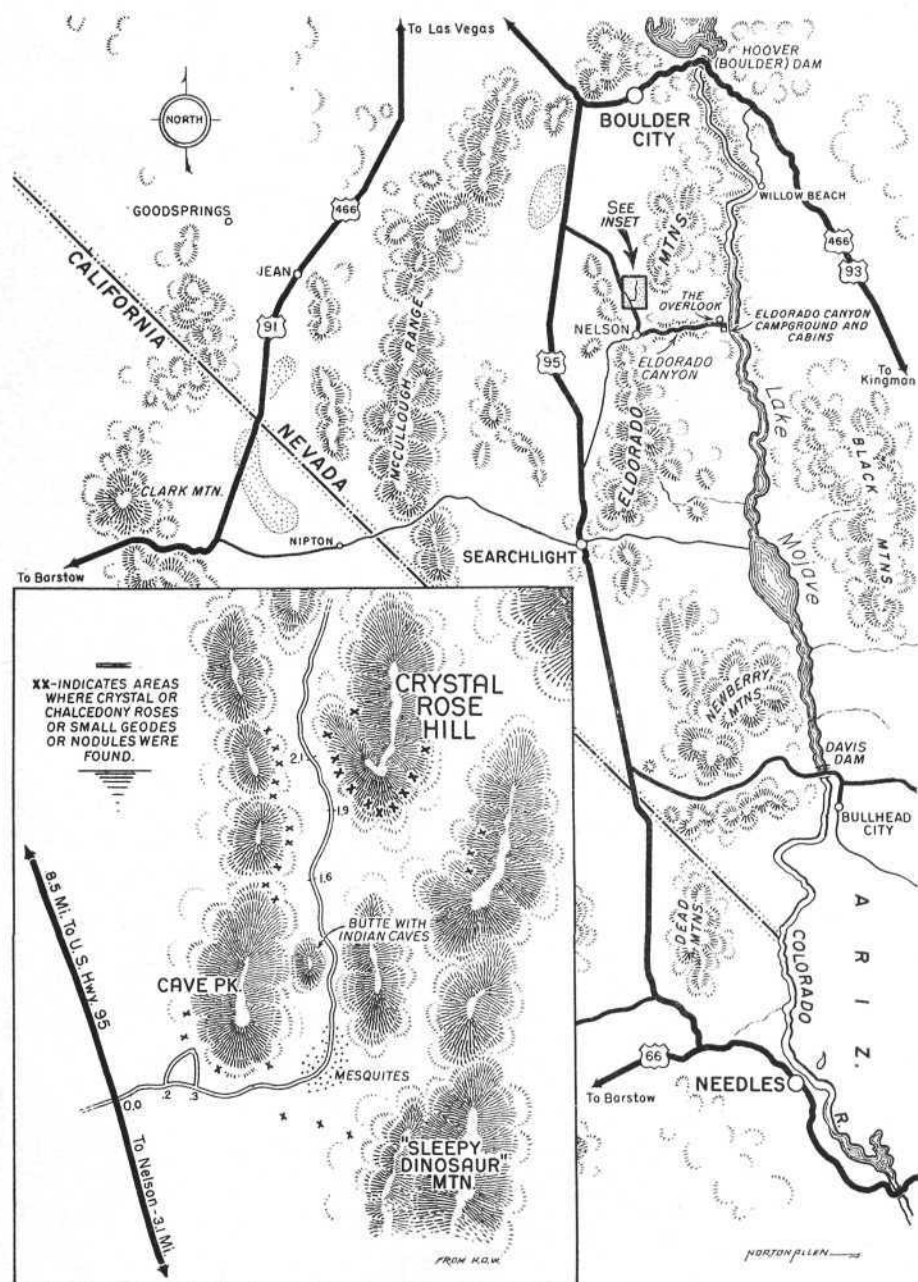 To Las Vegas
HOOVER
(BOULDER) DAM
NORTH
BOULDER
CITY
WILLOW BEACH
GOODSPRINGS
466
SEE
INSET
MTNS
466
93
JEAN
CALIFORNIA
NEVADA
91
McCULLOUGH RANGE
95
THE
OVERLOOK
NELSON
ELDORADO CANYON
CAMPGROUND AND
CABINS
ELDORADO
CANYON
To
Kingman
ELDORADO
Lake
Mojave
BLACK
MTNS
CLARK MTN.
NIPTON
SEARCHLIGHT
To Barstow
NEWBERRY
MTNS.
DAVIS
DAM
BULLHEAD
CITY
DEAD
MTNS.
COLORADO
R.
ARIZ.
66
To Barstow
NEEDLES
XX-INDICATES AREAS
WHERE CRYSTAL OR
CHALCEDONY ROSES
OR SMALL GEODES
OR NODULES WERE
FOUND.
CRYSTAL
ROSE
HILL
2.1
1.9
1.6
BUTTE WITH
INDIAN CAVES
CAVE PK.
8.5 Mi. To U.S. Hwy. 95
0.0
.2
.3
MESQUITES
To Nelson-3.1 Mi.
"SLEEPY
DINOSAUR"
MTN.
FROM H.O.W.
NORTON ALLEN